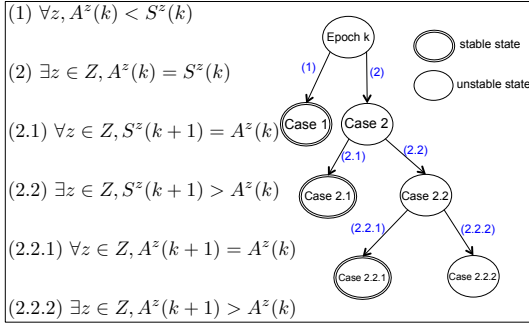 (1) ∀z, A^z(k) < S^z(k)
(2) ∃z ∈ Z, A^z(k) = S^z(k)
(2.1) ∀z ∈ Z, S^z(k + 1) = A^z(k)
(2.2) ∃z ∈ Z, S^z(k + 1) > A^z(k)
(2.2.1) ∀z ∈ Z, A^z(k + 1) = A^z(k)
(2.2.2) ∃z ∈ Z, A^z(k + 1) > A^z(k)
Epoch k
(1)
(2)
Case 1
Case 2
(2.1)
(2.2)
Case 2.1
Case 2.2
(2.2.1)
(2.2.2)
Case 2.2.1
Case 2.2.2
stable state
unstable state